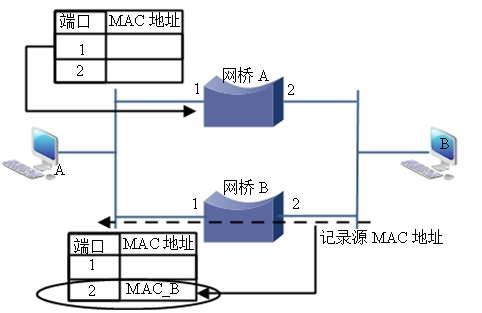 端口 MAC 地址
1
2
网桥 A
1 2
A
B
网桥 B
1 2
记录源 MAC 地址
端口 MAC 地址
1
2 MAC_B